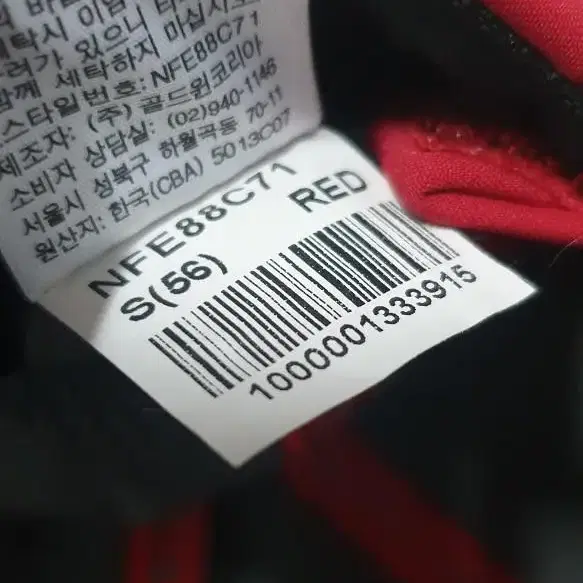 세탁시 이염
있으니
함께 세탁하지 마십시오
스타일번호: NFE88C71
제조자: (주) 골드윈코리아
소비자 상담실: (02)940-1146
서울시 성북구 하월곡동 70-11
원산지: 한국(CBA) 5013C07
NFE88C71
S(56) RED
1000001333915